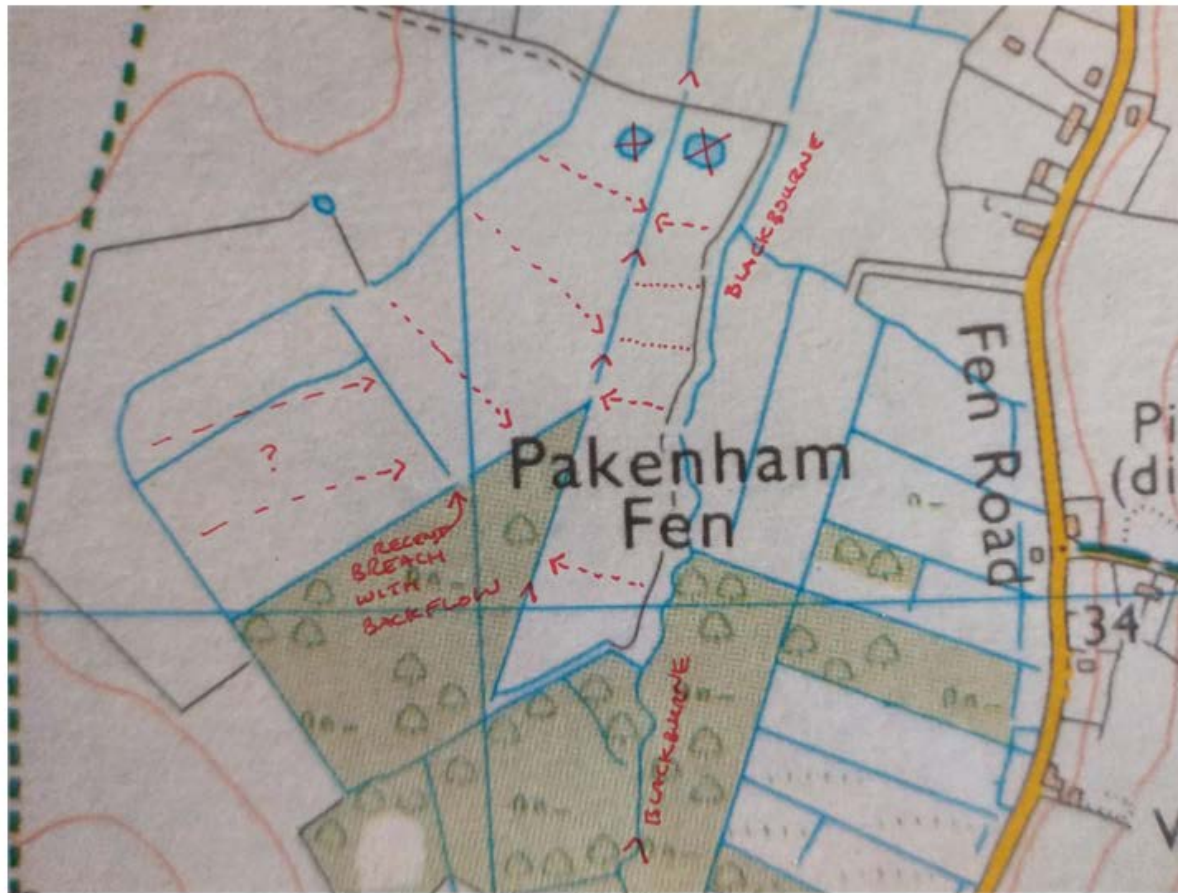 BLACKBOURNE
Fen Road
Pi
(di
Pakenham
Fen
?
RECENT
BREACH
WITH
BACKFLOW
34
BLACKBOURNE
V